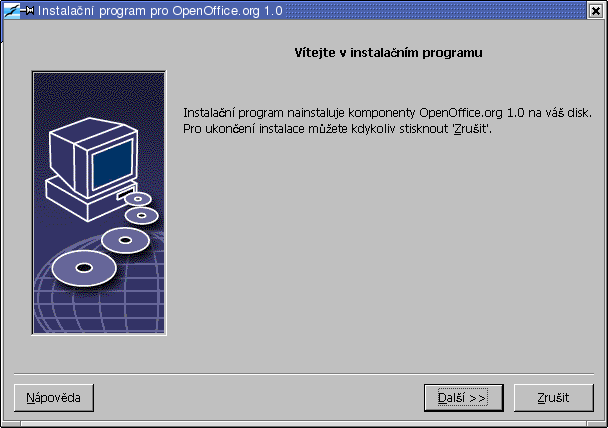 Instalační program pro OpenOffice.org 1.0
Vítejte v instalačním programu
Instalační program nainstaluje komponenty OpenOffice.org 1.0 na váš disk.
Pro ukončení instalace můžete kdykoliv stisknout 'Zrušit'.
Nápověda
Další >>
Zrušit